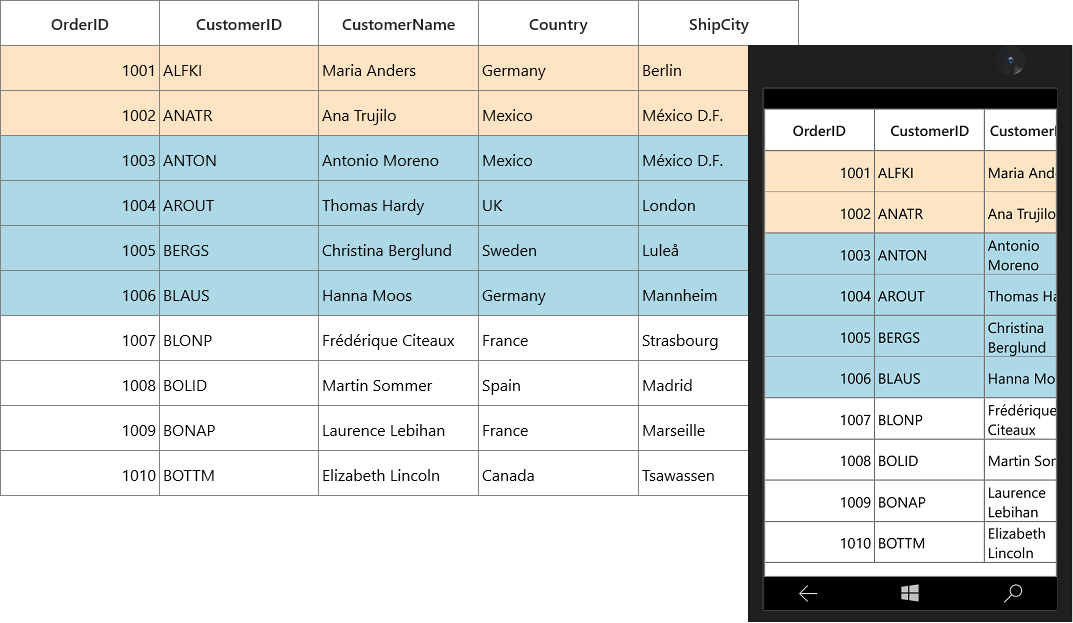 OrderID CustomerID CustomerName Country ShipCity
1001 ALFKI Maria Anders Germany Berlin
1002 ANATR Ana Trujilo Mexico México D.F.
1003 ANTON Antonio Moreno Mexico México D.F.
1004 AROUT Thomas Hardy UK London
1005 BERGS Christina Berglund Sweden Luleå
1006 BLAUS Hanna Moos Germany Mannheim
1007 BLONP Frédérique Citeaux France Strasbourg
1008 BOLID Martin Sommer Spain Madrid
1009 BONAP Laurence Lebihan France Marseille
1010 BOTTM Elizabeth Lincoln Canada Tsawassen
OrderID CustomerID CustomerI
1001 ALFKI Maria And
1002 ANATR Ana Trujilo
1003 ANTON Antonio
Moreno
1004 AROUT Thomas Ha
1005 BERGS Christina
Berglund
1006 BLAUS Hanna Mo
1007 BLONP Frédérique
Citeaux
1008 BOLID Martin Sor
1009 BONAP Laurence
Lebihan
1010 BOTTM Elizabeth
Lincoln